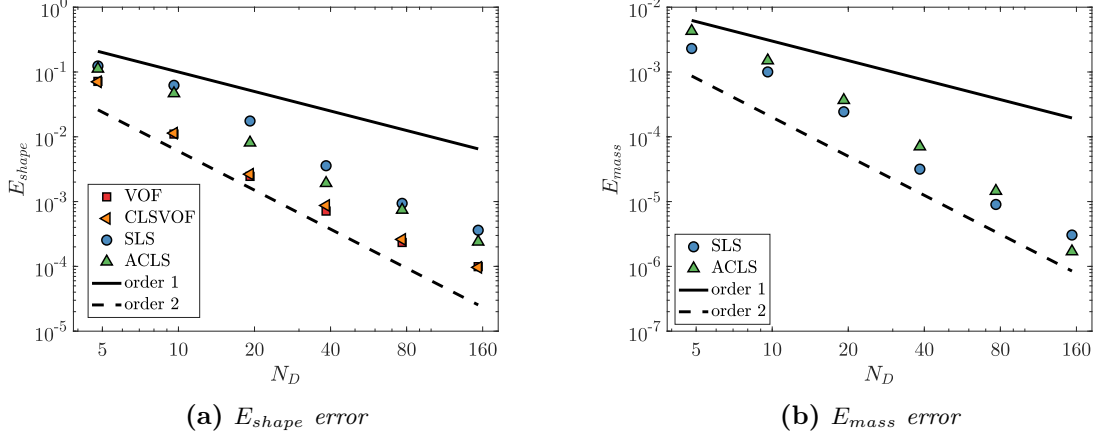 10^0
10^-1
10^-2
10^-3
10^-4
10^-5
E_shape
VOF
CLSVOF
SLS
ACLS
order 1
order 2
5 10 20 40 80 160
N_D
(a) E_shape error
10^-2
10^-3
10^-4
10^-5
10^-6
10^-7
E_mass
SLS
ACLS
order 1
order 2
5 10 20 40 80 160
N_D
(b) E_mass error